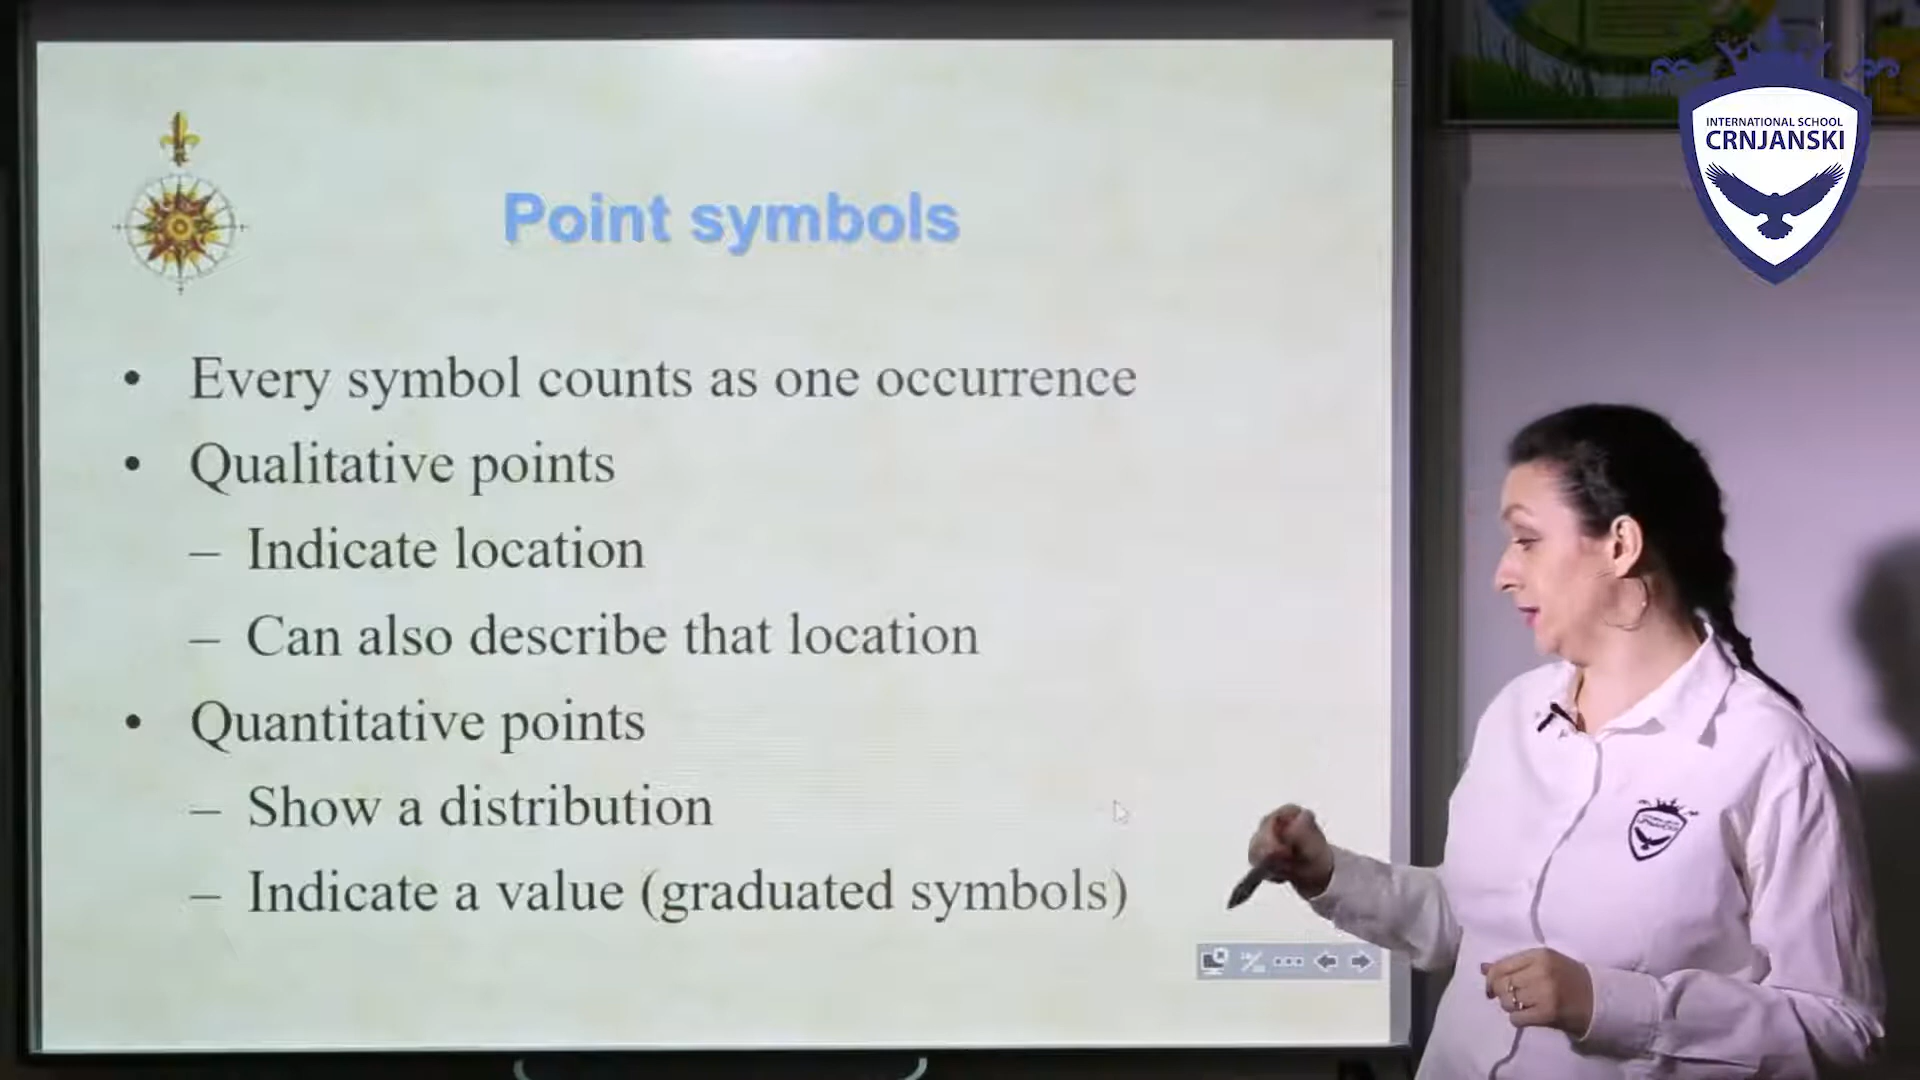 INTERNATIONAL SCHOOL
CRNJANSKI
Point symbols
• Every symbol counts as one occurrence
• Qualitative points
– Indicate location
– Can also describe that location
• Quantitative points
– Show a distribution
– Indicate a value (graduated symbols)